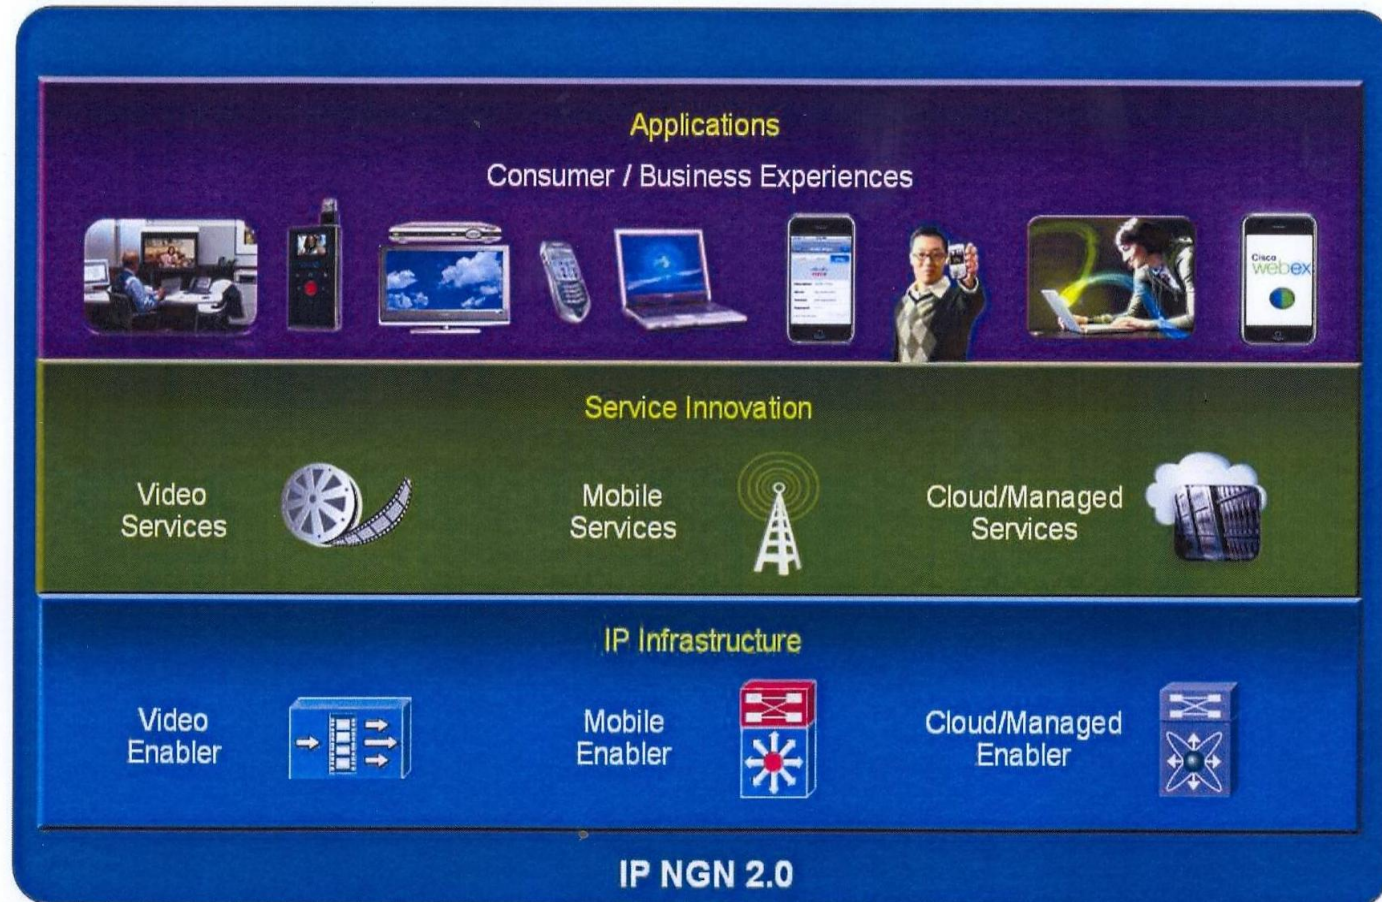 Applications
Consumer / Business Experiences
Cisco
webex
Service Innovation
Video
Services
Mobile
Services
Cloud/Managed
Services
IP Infrastructure
Video
Enabler
Mobile
Enabler
Cloud/Managed
Enabler
IP NGN 2.0